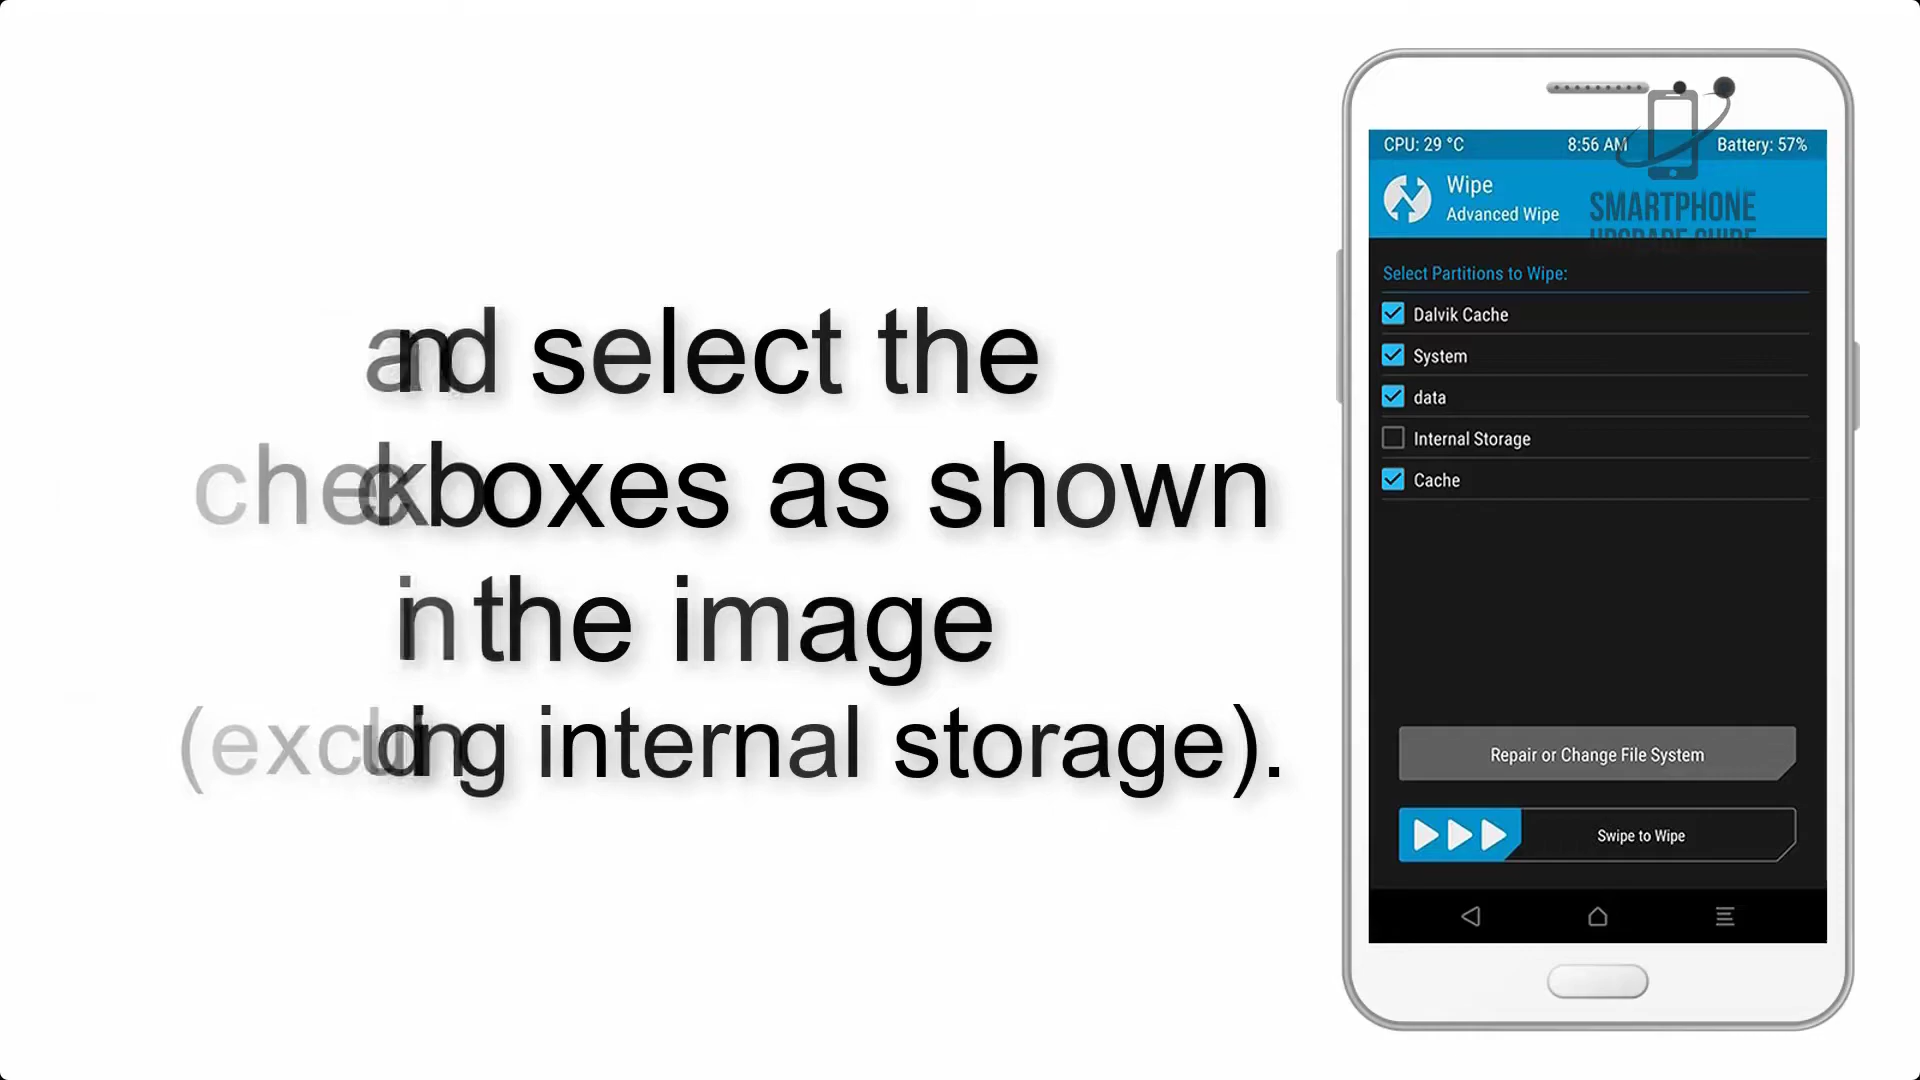 and select the
checkboxes as shown
in the image
(excluding internal storage).
CPU: 29 °C 8:56 AM Battery: 57%
Wipe
Advanced Wipe
SMARTPHONE
UPGRADE GUIDE
Select Partitions to Wipe:
Dalvik Cache
System
data
Internal Storage
Cache
Repair or Change File System
Swipe to Wipe